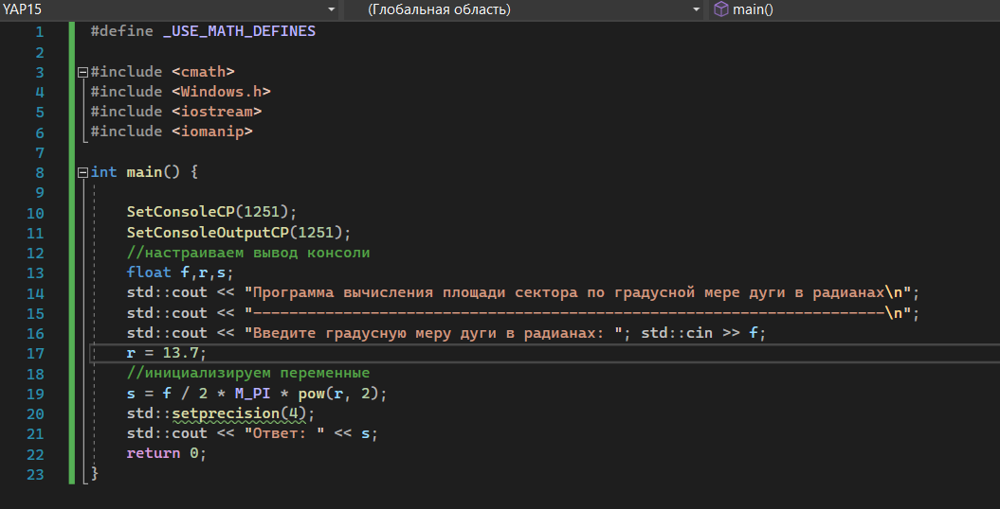 YAP15 (Глобальная область) main()
1 #define _USE_MATH_DEFINES
2
3 #include <cmath>
4 #include <Windows.h>
5 #include <iostream>
6 #include <iomanip>
7
8 int main() {
9
10 SetConsoleCP(1251);
11 SetConsoleOutputCP(1251);
12 //настраиваем вывод консоли
13 float f,r,s;
14 std::cout << "Программа вычисления площади сектора по градусной мере дуги в радианах\n";
15 std::cout << "----------------------------------------------------------------------\n";
16 std::cout << "Введите градусную меру дуги в радианах: "; std::cin >> f;
17 r = 13.7;
18 //инициализируем переменные
19 s = f / 2 * M_PI * pow(r, 2);
20 std::setprecision(4);
21 std::cout << "Ответ: " << s;
22 return 0;
23 }